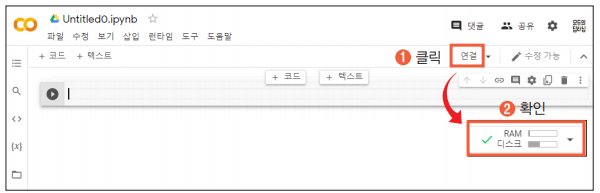 Untitled0.ipynb
댓글 공유
파일 수정 보기 삽입 런타임 도구 도움말
+ 코드 + 텍스트
1 클릭
연결
수정 가능
+ 코드 + 텍스트
{x}
2 확인
RAM
디스크